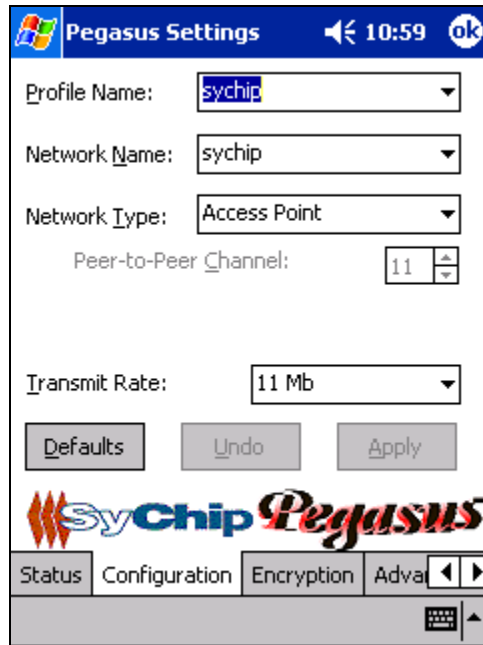 Pegasus Settings 10:59 ok
Profile Name: sychip
Network Name: sychip
Network Type: Access Point
Peer-to-Peer Channel: 11
Transmit Rate: 11 Mb
Defaults Undo Apply
SyChip Pegasus
Status Configuration Encryption Adva